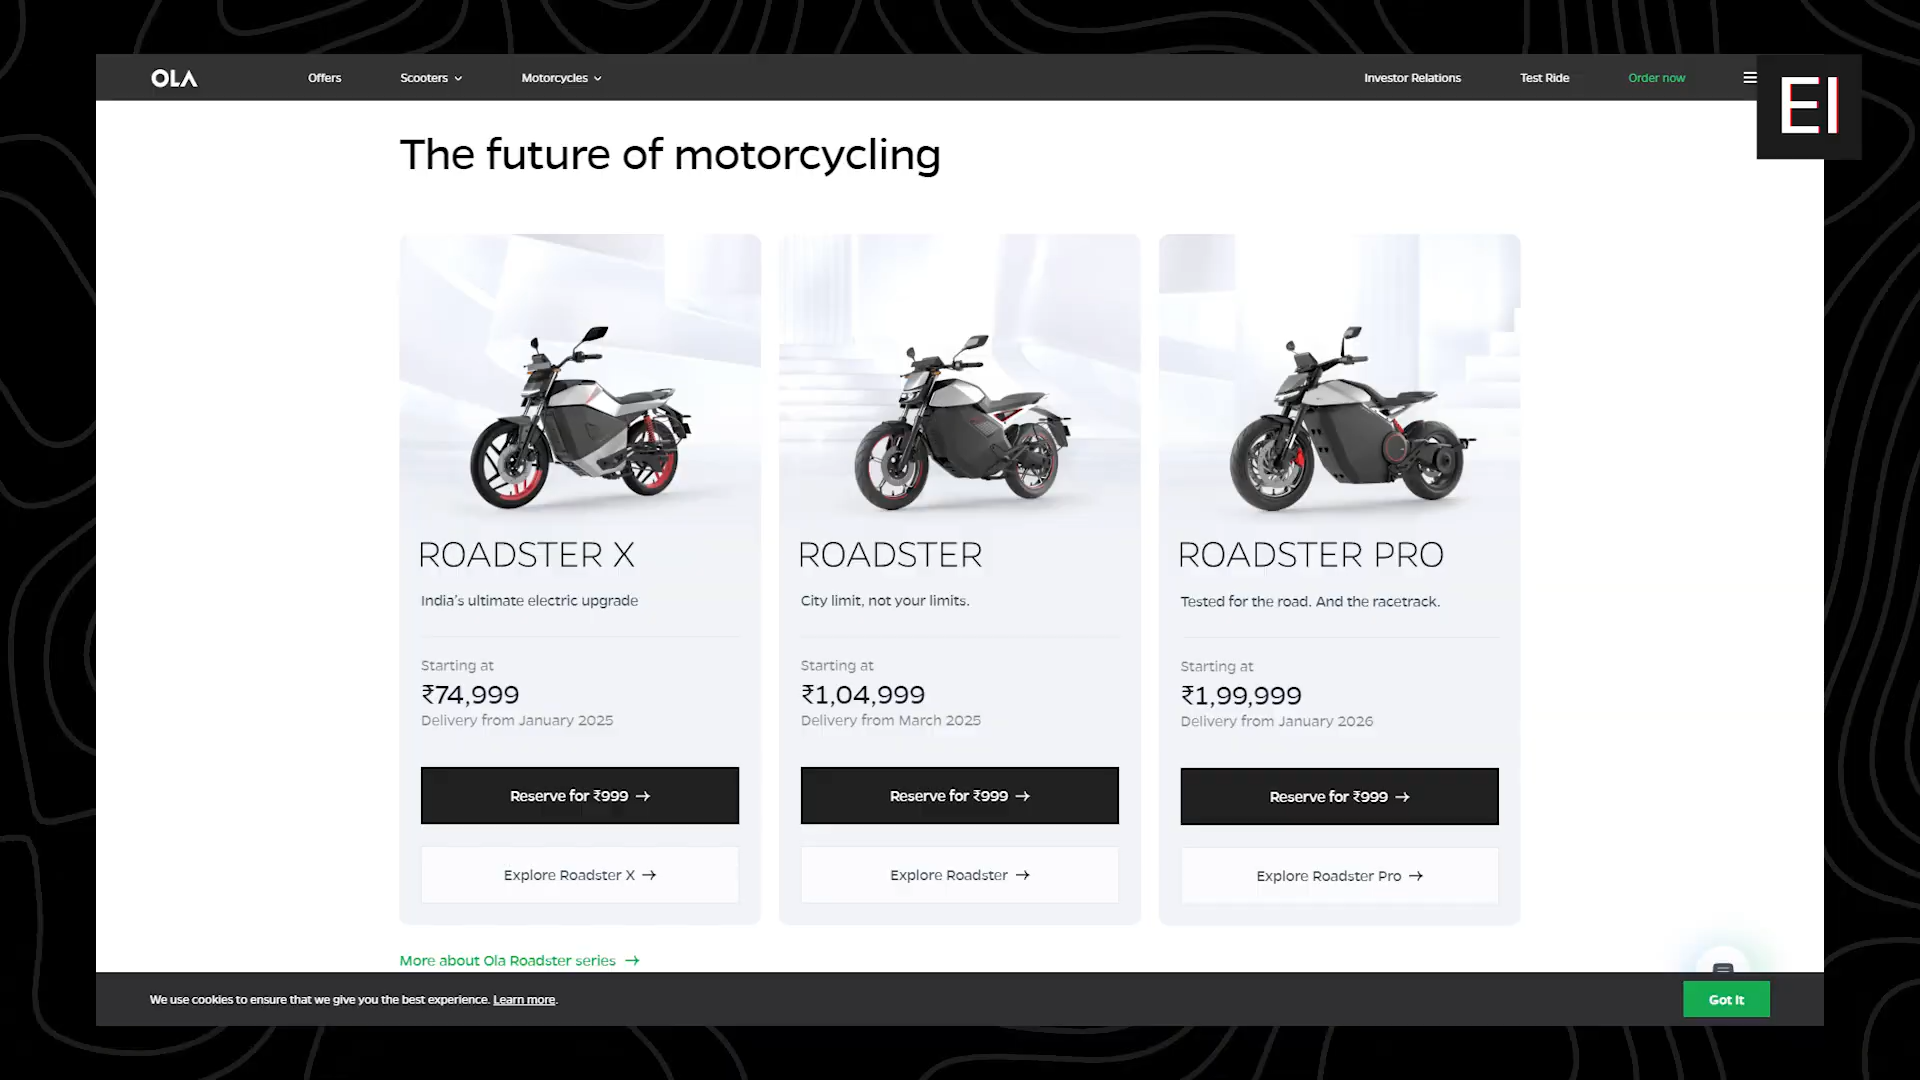 OLA
Offers
Scooters
Motorcycles
Investor Relations
Test Ride
Order now
EI
The future of motorcycling
ROADSTER X
India's ultimate electric upgrade
Starting at
₹74,999
Delivery from January 2025
Reserve for ₹999 →
Explore Roadster X →
ROADSTER
City limit, not your limits.
Starting at
₹1,04,999
Delivery from March 2025
Reserve for ₹999 →
Explore Roadster →
ROADSTER PRO
Tested for the road. And the racetrack.
Starting at
₹1,99,999
Delivery from January 2026
Reserve for ₹999 →
Explore Roadster Pro →
More about Ola Roadster series →
We use cookies to ensure that we give you the best experience. Learn more.
Got It